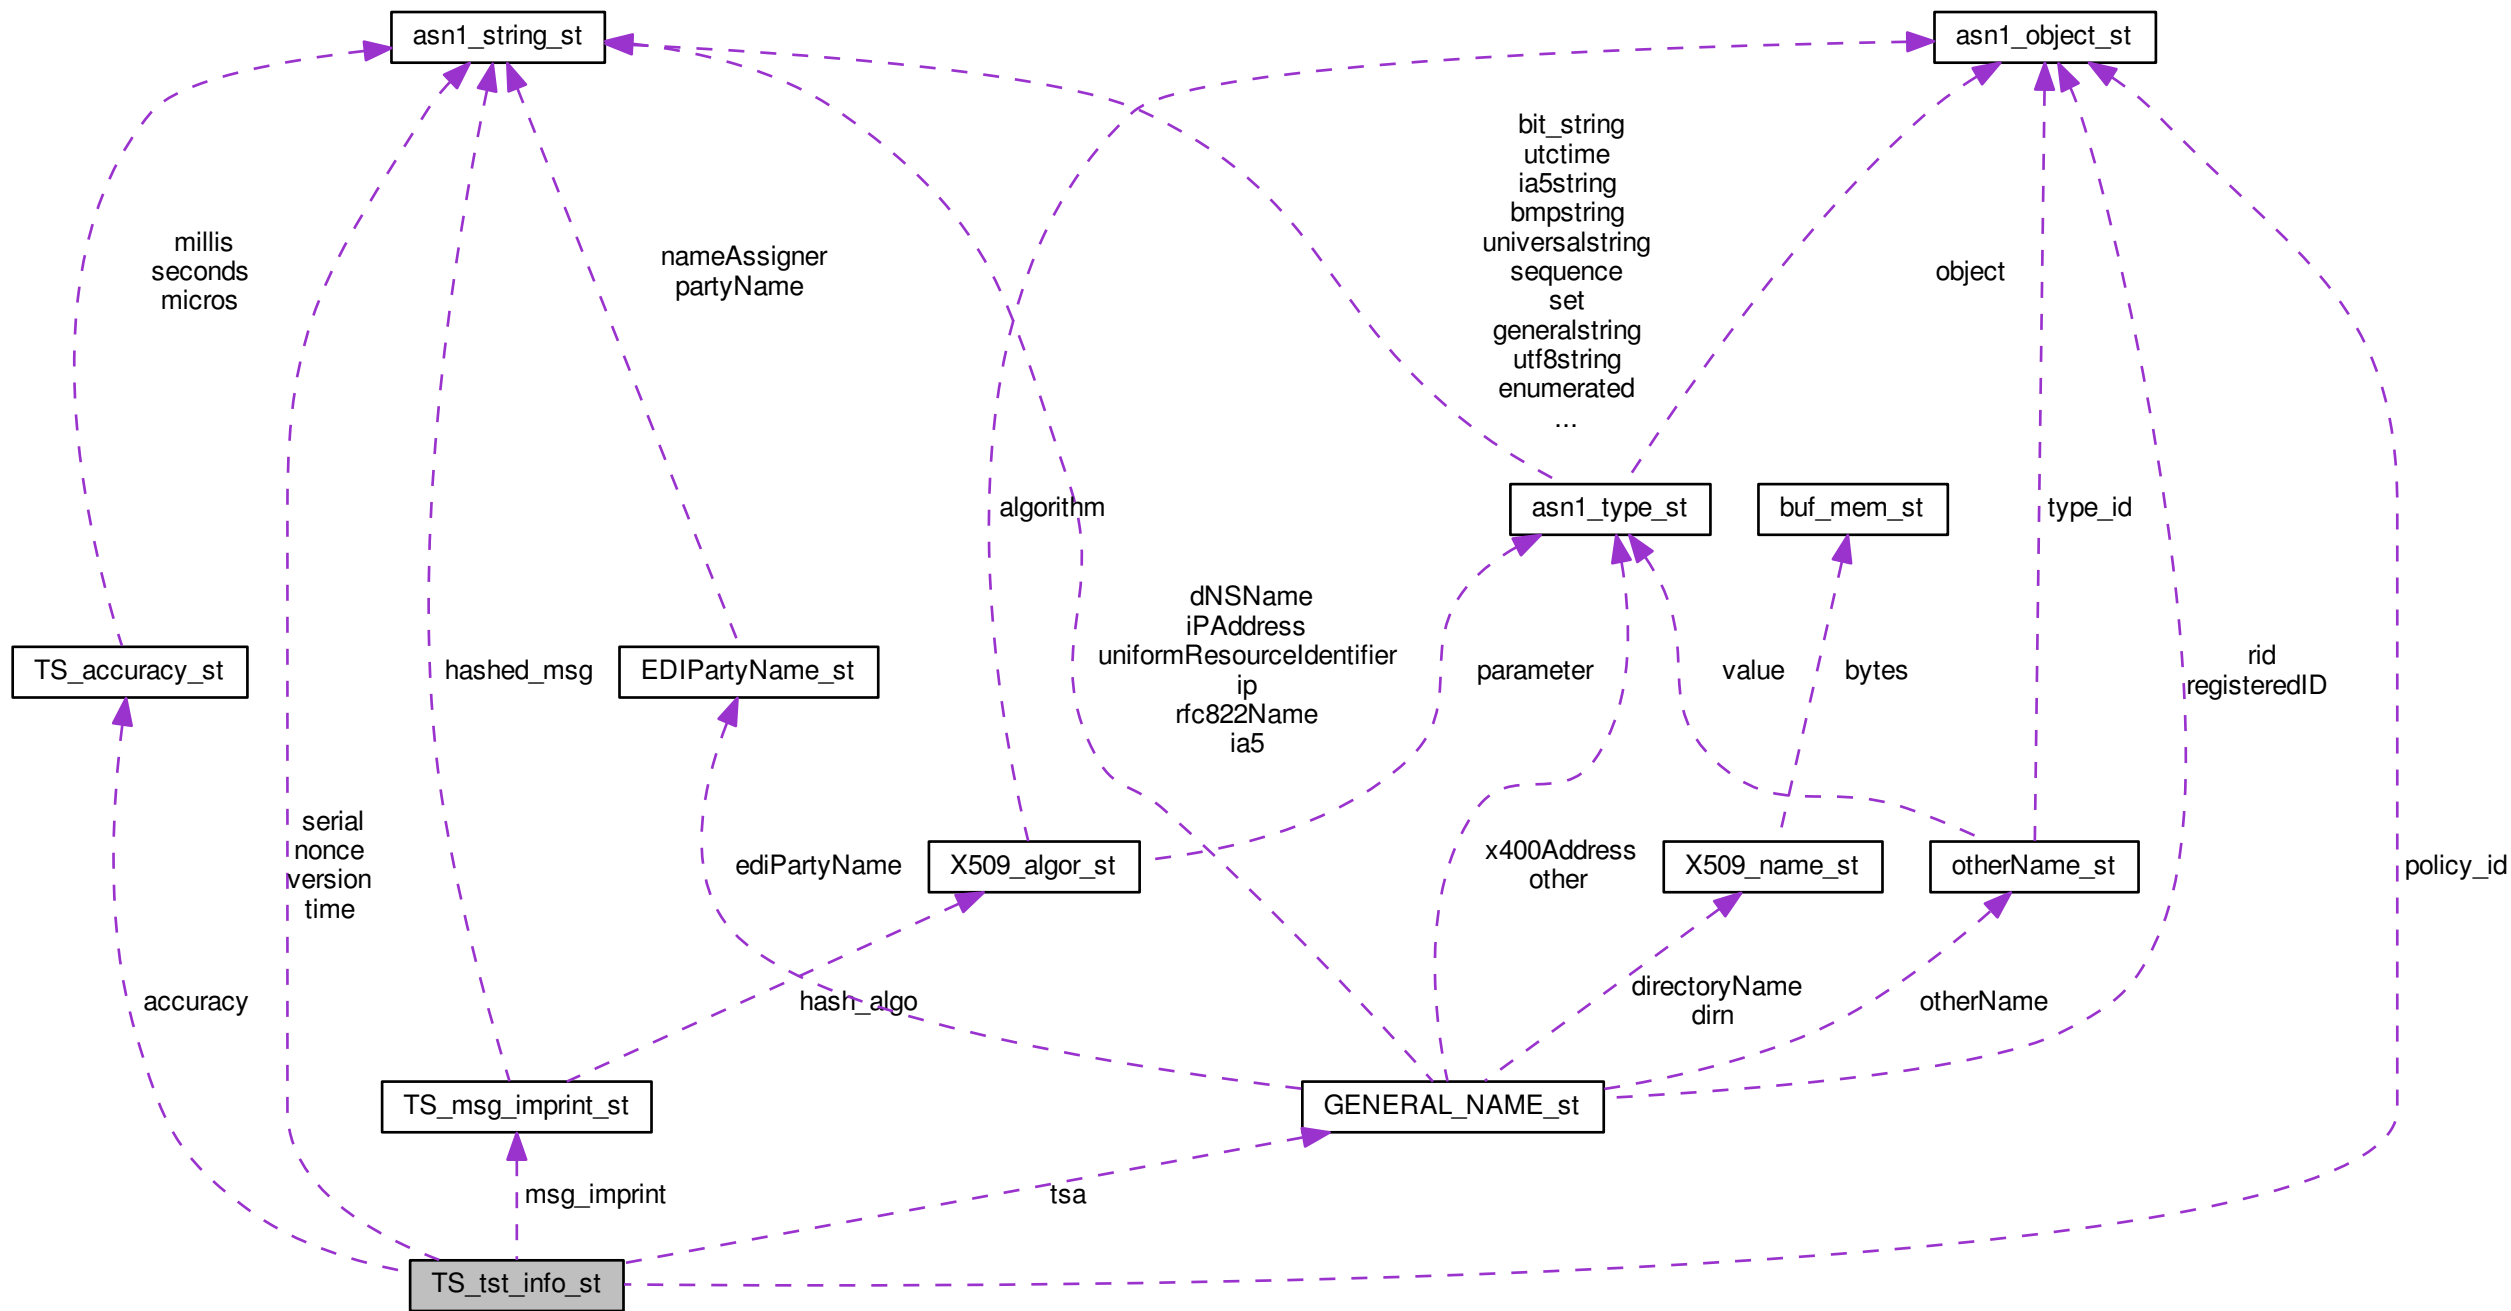 asn1_string_st
asn1_object_st
bit_string
utctime
ia5string
bmpstring
universalstring
sequence
set
generalstring
utf8string
enumerated
...
millis
seconds
micros
nameAssigner
partyName
object
algorithm
asn1_type_st
buf_mem_st
type_id
dNSName
iPAddress
uniformResourceIdentifier
ip
rfc822Name
ia5
TS_accuracy_st
hashed_msg
EDIPartyName_st
parameter
value
bytes
rid
registeredID
serial
nonce
version
time
ediPartyName
X509_algor_st
x400Address
other
X509_name_st
otherName_st
policy_id
accuracy
hash_algo
directoryName
dirn
otherName
TS_msg_imprint_st
GENERAL_NAME_st
msg_imprint
tsa
TS_tst_info_st